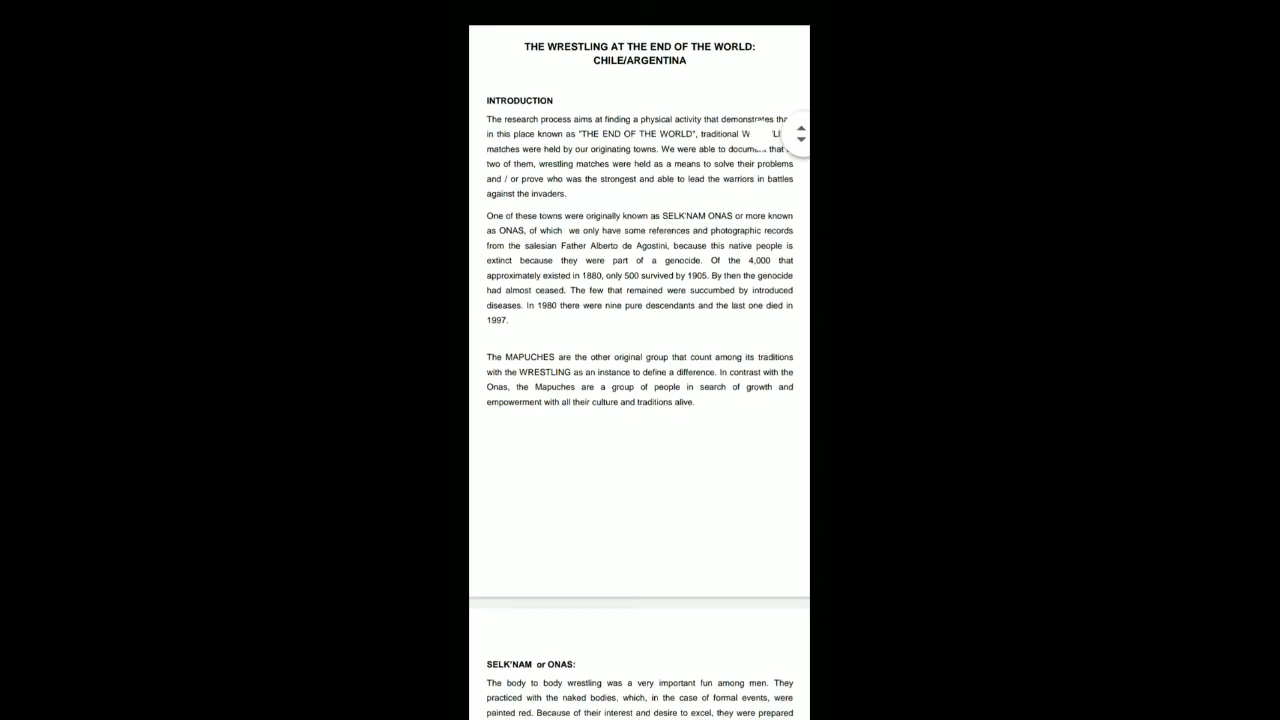 THE WRESTLING AT THE END OF THE WORLD:
CHILE/ARGENTINA
INTRODUCTION
The research process aims at finding a physical activity that demonstrates
in this place known as "THE END OF THE WORLD", traditional
matches were held by our originating towns. We were able to that
two of them, wrestling matches were held as a means to solve their problems
and / or prove who was the strongest and able to lead the warriors in battles
against the invaders.
One of these towns were originally known as SELK'NAM ONAS or more known
as ONAS, of which we only have some references and photographic records
from the salesian Father Alberto de Agostini, because this native people is
extinct because they were part of a genocide. Of the 4,000 that
approximately existed in 1880, only 500 survived by 1905. By then the genocide
had almost ceased. The few that remained were succumbed by introduced
diseases. In 1980 there were nine pure descendants and the last one died in
1997.
The MAPUCHES are the other original group that count among its traditions
with the WRESTLING as an instance to define a difference. In contrast with the
Onas, the Mapuches are a group of people in search of growth and
empowerment with all their culture and traditions alive.
SELK'NAM or ONAS:
The body to body wrestling was a very important fun among men. They
practiced with the naked bodies, which, in the case of formal events, were
painted red. Because of their interest and desire to excel, they were prepared